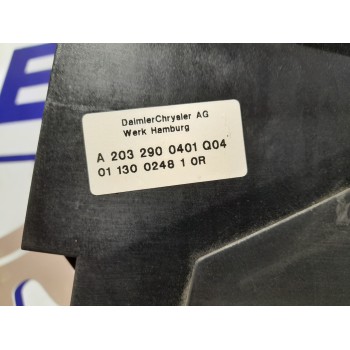 DaimlerChrysler AG
Werk Hamburg
A 203 290 0401 Q04
01 130 0248 1 0R